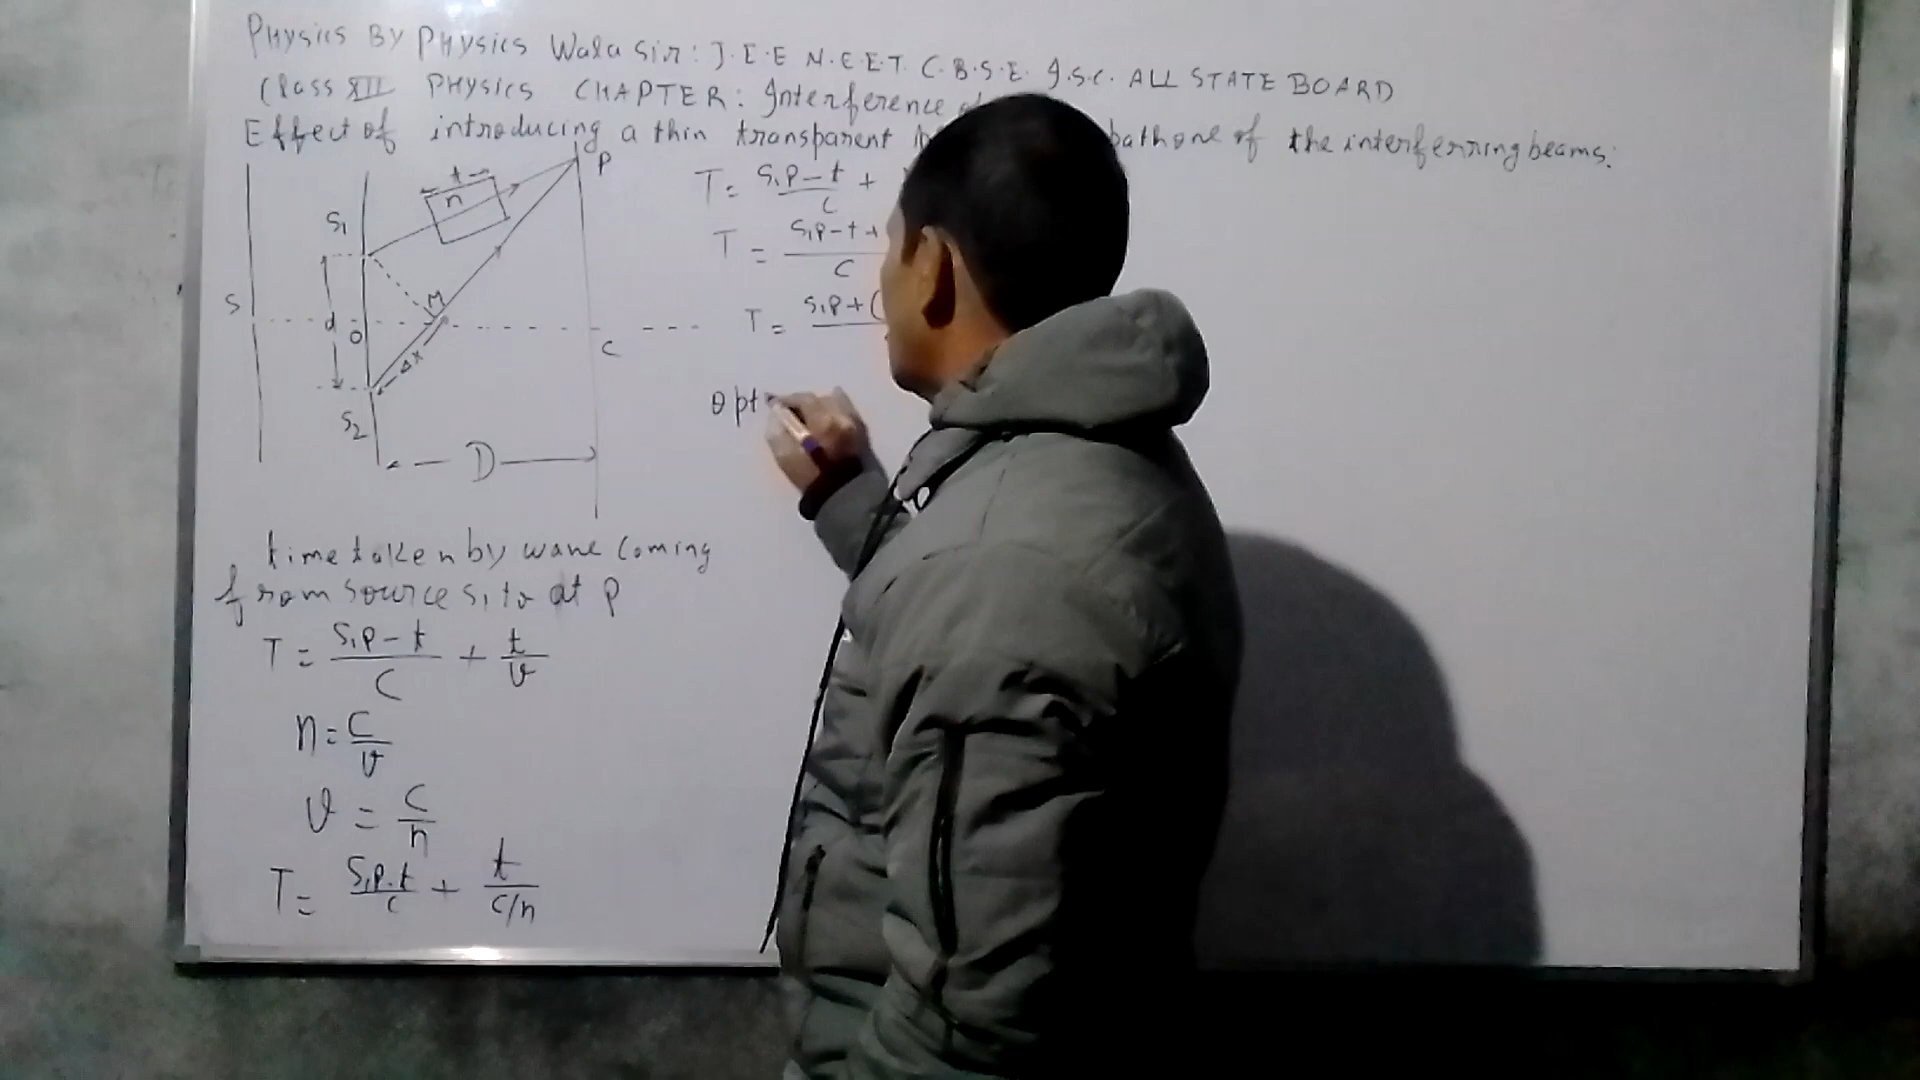 Physics By Physics Wala Sir: J.E.E N.E.E.T. C.B.S.E. I.S.C. ALL STATE BOARD
Class XII PHYSICS CHAPTER: Interference
Effect of introducing a thin transparent path one of the interferring beams:
t
n
P
S1
S
d
O
M
Δx
C
S2
D
time taken by wave coming
from source S1 to at P
T = S1P - t / C + t / v
n = C / v
v = C / n
T = S1P - t / C + t / C/n
T = S1P - t / C +
T = S1P - t + / C
T = S1P + (
Opt